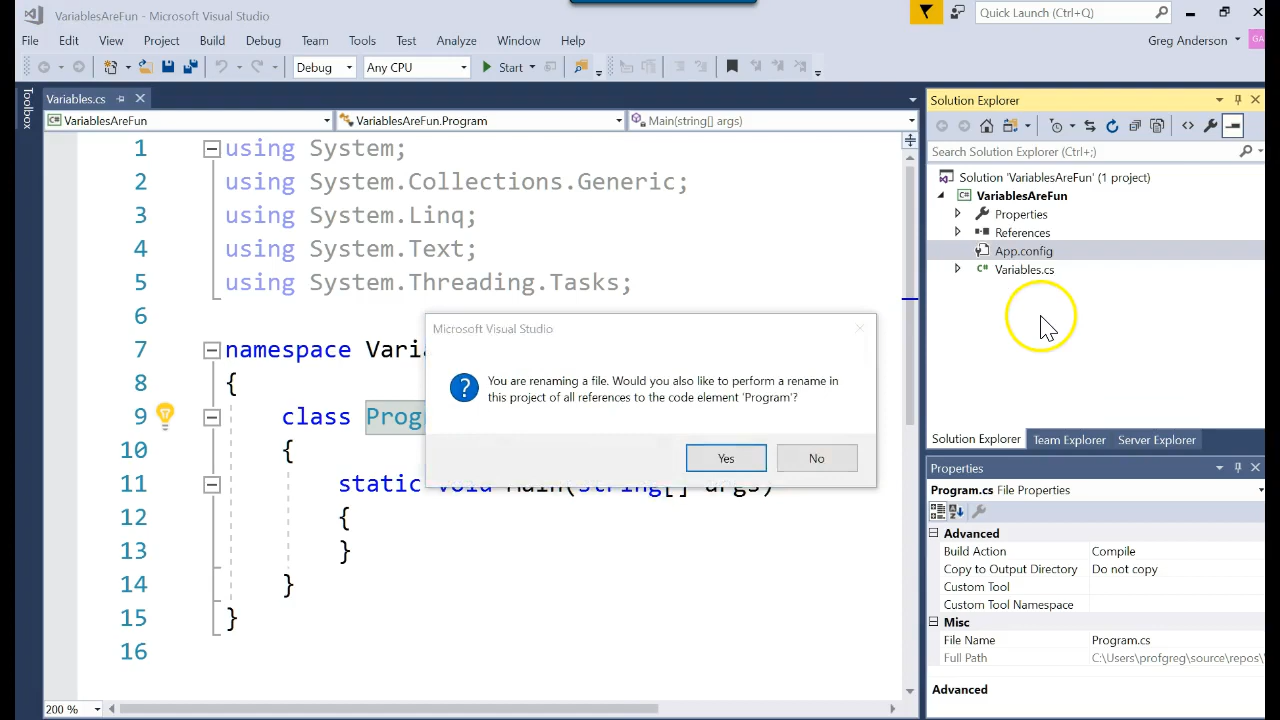 VariablesAreFun - Microsoft Visual Studio
Quick Launch (Ctrl+Q)
File Edit View Project Build Debug Team Tools Test Analyze Window Help
Greg Anderson GA
Debug Any CPU Start
Toolbox
Variables.cs
VariablesAreFun VariablesAreFun.Program Main(string[] args)
1 using System;
2 using System.Collections.Generic;
3 using System.Linq;
4 using System.Text;
5 using System.Threading.Tasks;
6
7 namespace Vari
8 {
9 class Prog
10 {
11 static void Main(string[] args)
12 {
13 }
14 }
15 }
16
200 %
Microsoft Visual Studio
You are renaming a file. Would you also like to perform a rename in
this project of all references to the code element 'Program'?
Yes No
Solution Explorer
Search Solution Explorer (Ctrl+;)
Solution 'VariablesAreFun' (1 project)
C# VariablesAreFun
Properties
References
App.config
C# Variables.cs
Solution Explorer Team Explorer Server Explorer
Properties
Program.cs File Properties
Advanced
Build Action Compile
Copy to Output Directory Do not copy
Custom Tool
Custom Tool Namespace
Misc
File Name Program.cs
Full Path C:\Users\profgreg\source\repos\
Advanced